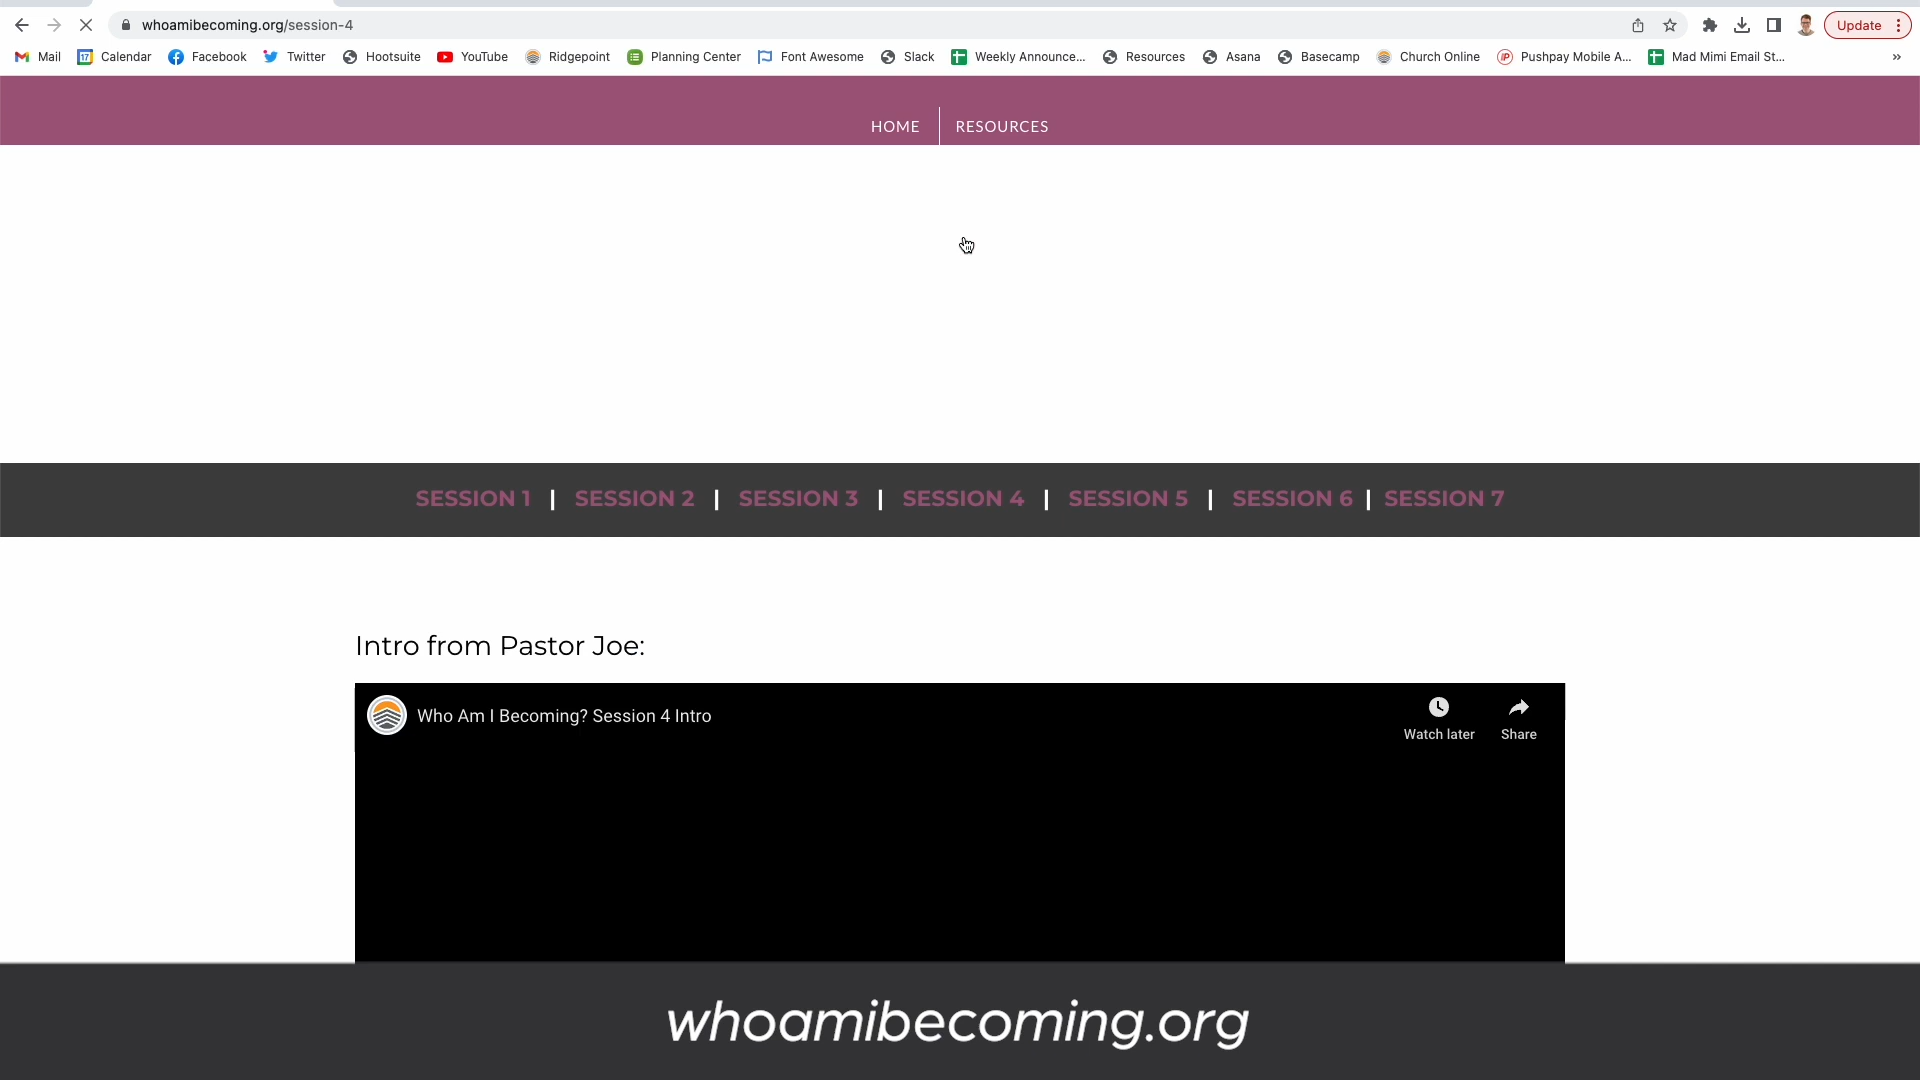 whoamibecoming.org/session-4
Update
Mail 17 Calendar Facebook Twitter Hootsuite YouTube Ridgepoint Planning Center Font Awesome Slack Weekly Announce... Resources Asana Basecamp Church Online Pushpay Mobile A... Mad Mimi Email St... »
HOME RESOURCES
SESSION 1 | SESSION 2 | SESSION 3 | SESSION 4 | SESSION 5 | SESSION 6 | SESSION 7
Intro from Pastor Joe:
Who Am I Becoming? Session 4 Intro
Watch later Share
whoamibecoming.org